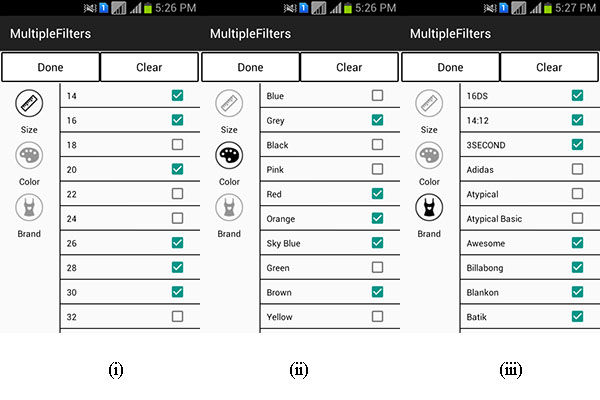 5:26 PM
MultipleFilters
Done Clear
Size
Color
Brand
14
16
18
20
22
24
26
28
30
32
(i)
5:26 PM
MultipleFilters
Done Clear
Size
Color
Brand
Blue
Grey
Black
Pink
Red
Orange
Sky Blue
Green
Brown
Yellow
(ii)
5:27 PM
MultipleFilters
Done Clear
Size
Color
Brand
16DS
14:12
3SECOND
Adidas
Atypical
Atypical Basic
Awesome
Billabong
Blankon
Batik
(iii)